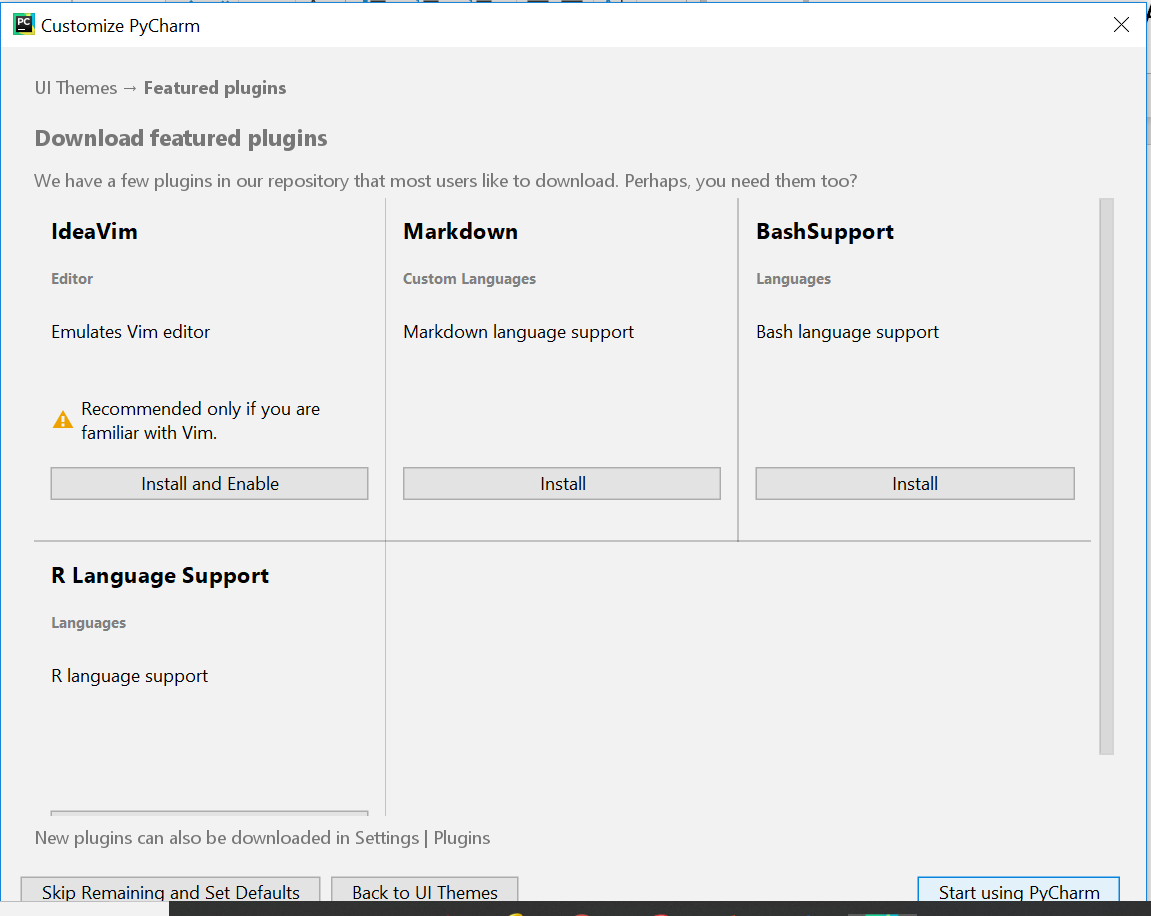 PC Customize PyCharm
UI Themes → Featured plugins
Download featured plugins
We have a few plugins in our repository that most users like to download. Perhaps, you need them too?
IdeaVim
Editor
Emulates Vim editor
Recommended only if you are
familiar with Vim.
Install and Enable
Markdown
Custom Languages
Markdown language support
Install
BashSupport
Languages
Bash language support
Install
R Language Support
Languages
R language support
New plugins can also be downloaded in Settings | Plugins
Skip Remaining and Set Defaults
Back to UI Themes
Start using PyCharm